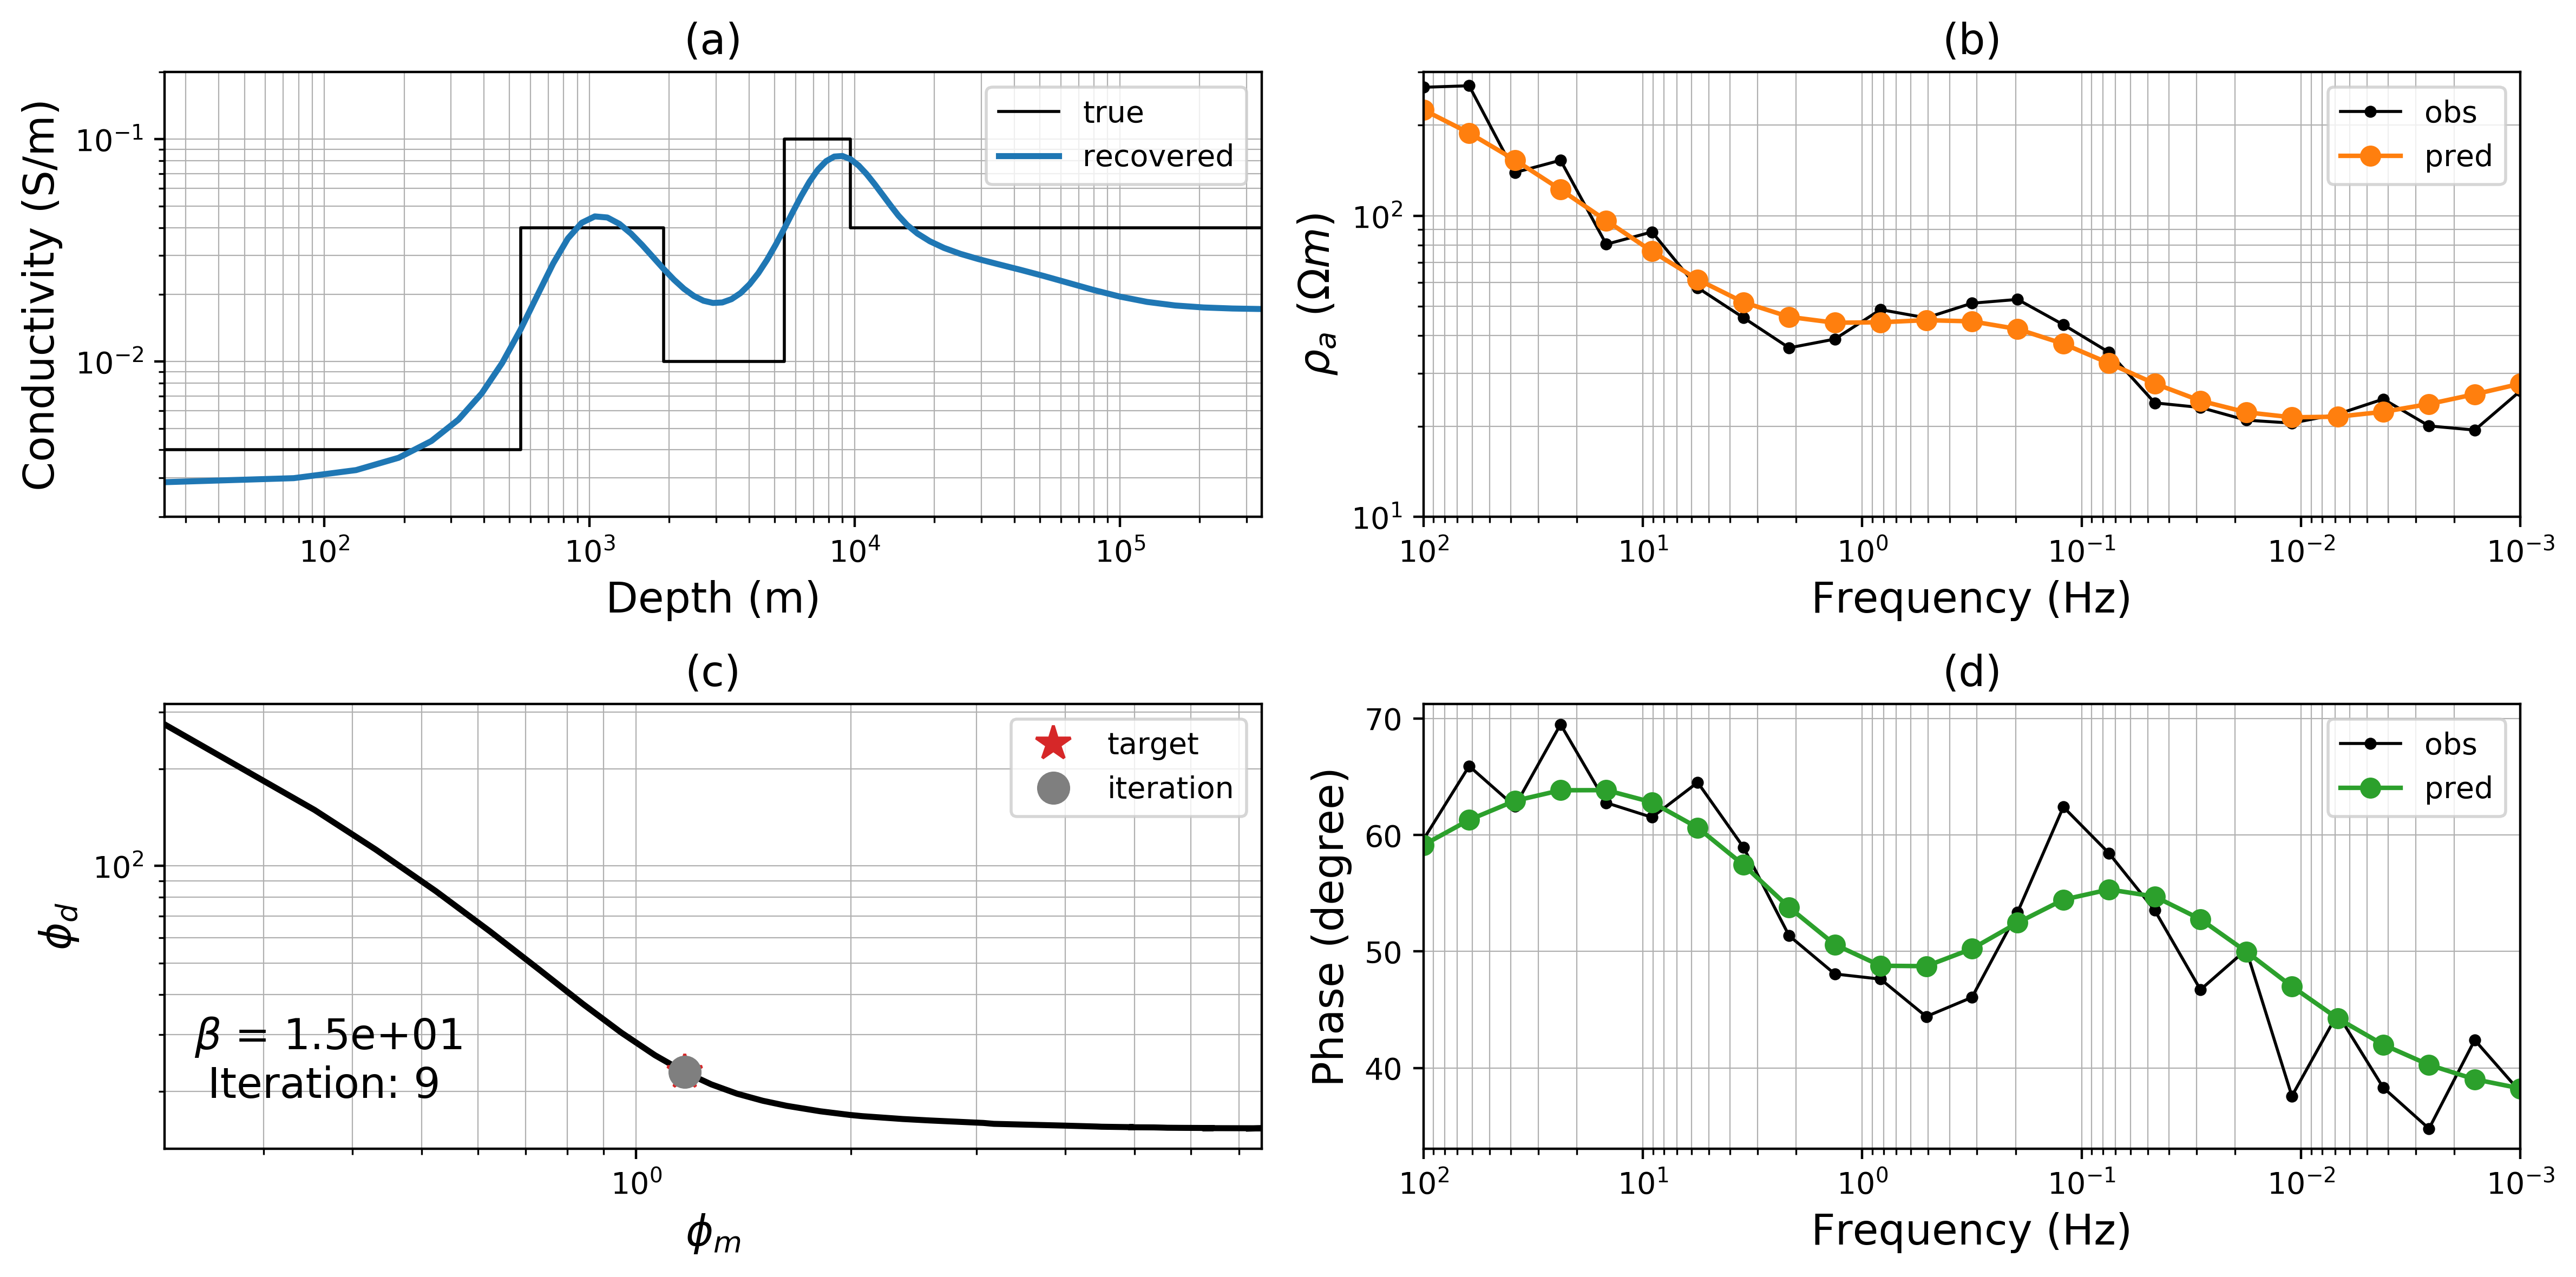 (a)
Conductivity (S/m)
10⁻¹
10⁻²
true
recovered
10² 10³ 10⁴ 10⁵
Depth (m)
(b)
ρₐ (Ωm)
10²
10¹
obs
pred
10² 10¹ 10⁰ 10⁻¹ 10⁻² 10⁻³
Frequency (Hz)
(c)
ϕd
10²
target
iteration
β = 1.5e+01
Iteration: 9
10⁰
ϕm
(d)
Phase (degree)
70
60
50
40
obs
pred
10² 10¹ 10⁰ 10⁻¹ 10⁻² 10⁻³
Frequency (Hz)